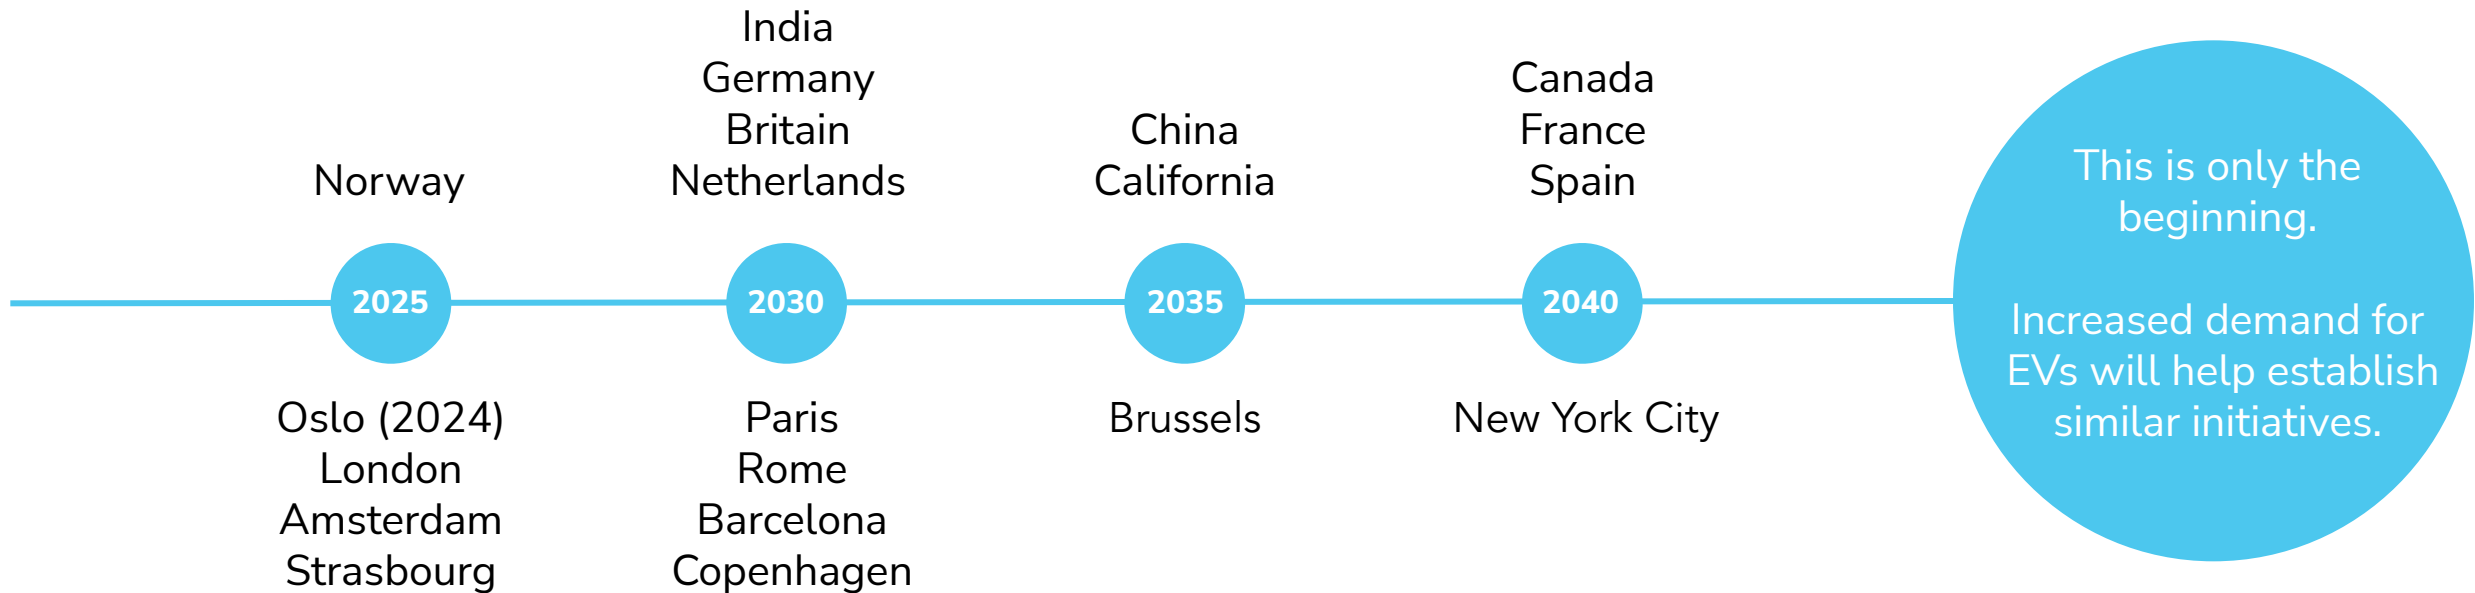 Norway
2025
Oslo (2024)
London
Amsterdam
Strasbourg
India
Germany
Britain
Netherlands
2030
Paris
Rome
Barcelona
Copenhagen
China
California
2035
Brussels
Canada
France
Spain
2040
New York City
This is only the
beginning.
Increased demand for
EVs will help establish
similar initiatives.